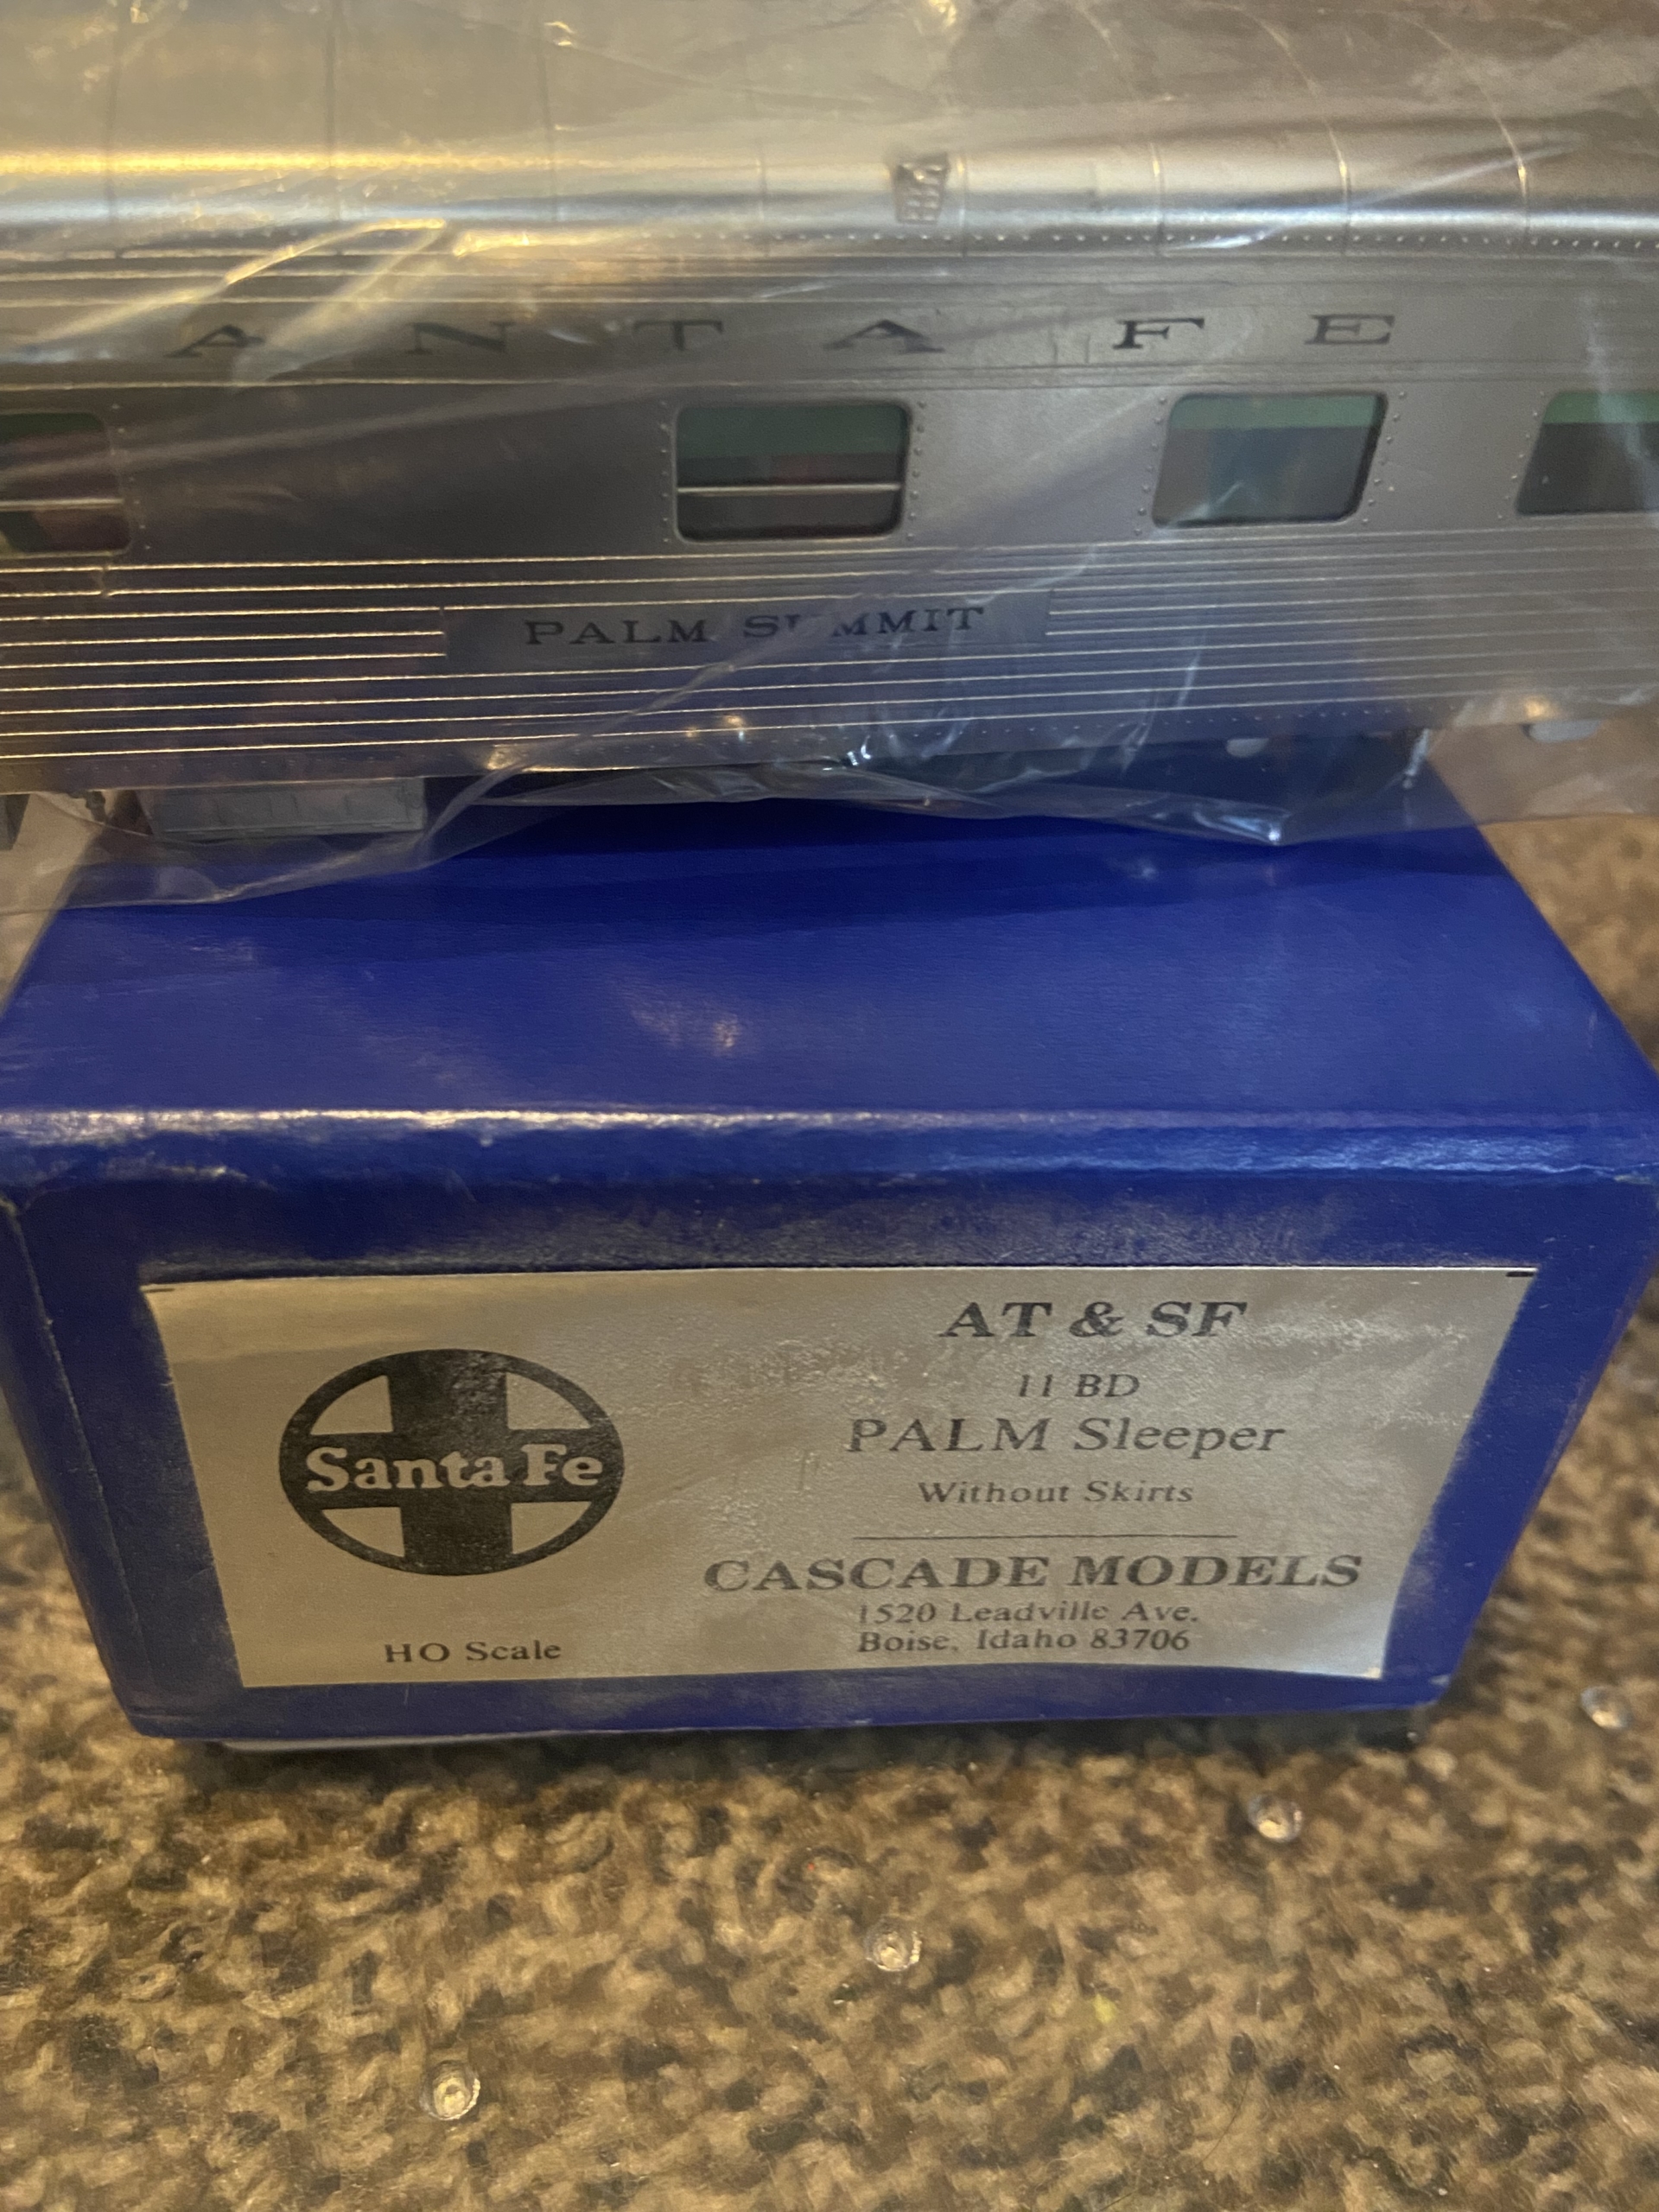 ANTA FE
PALM SUMMIT
AT & SF
11 BD
PALM Sleeper
Without Skirts
Santa Fe
CASCADE MODELS
1520 Leadville Ave.
Boise, Idaho 83706
HO Scale